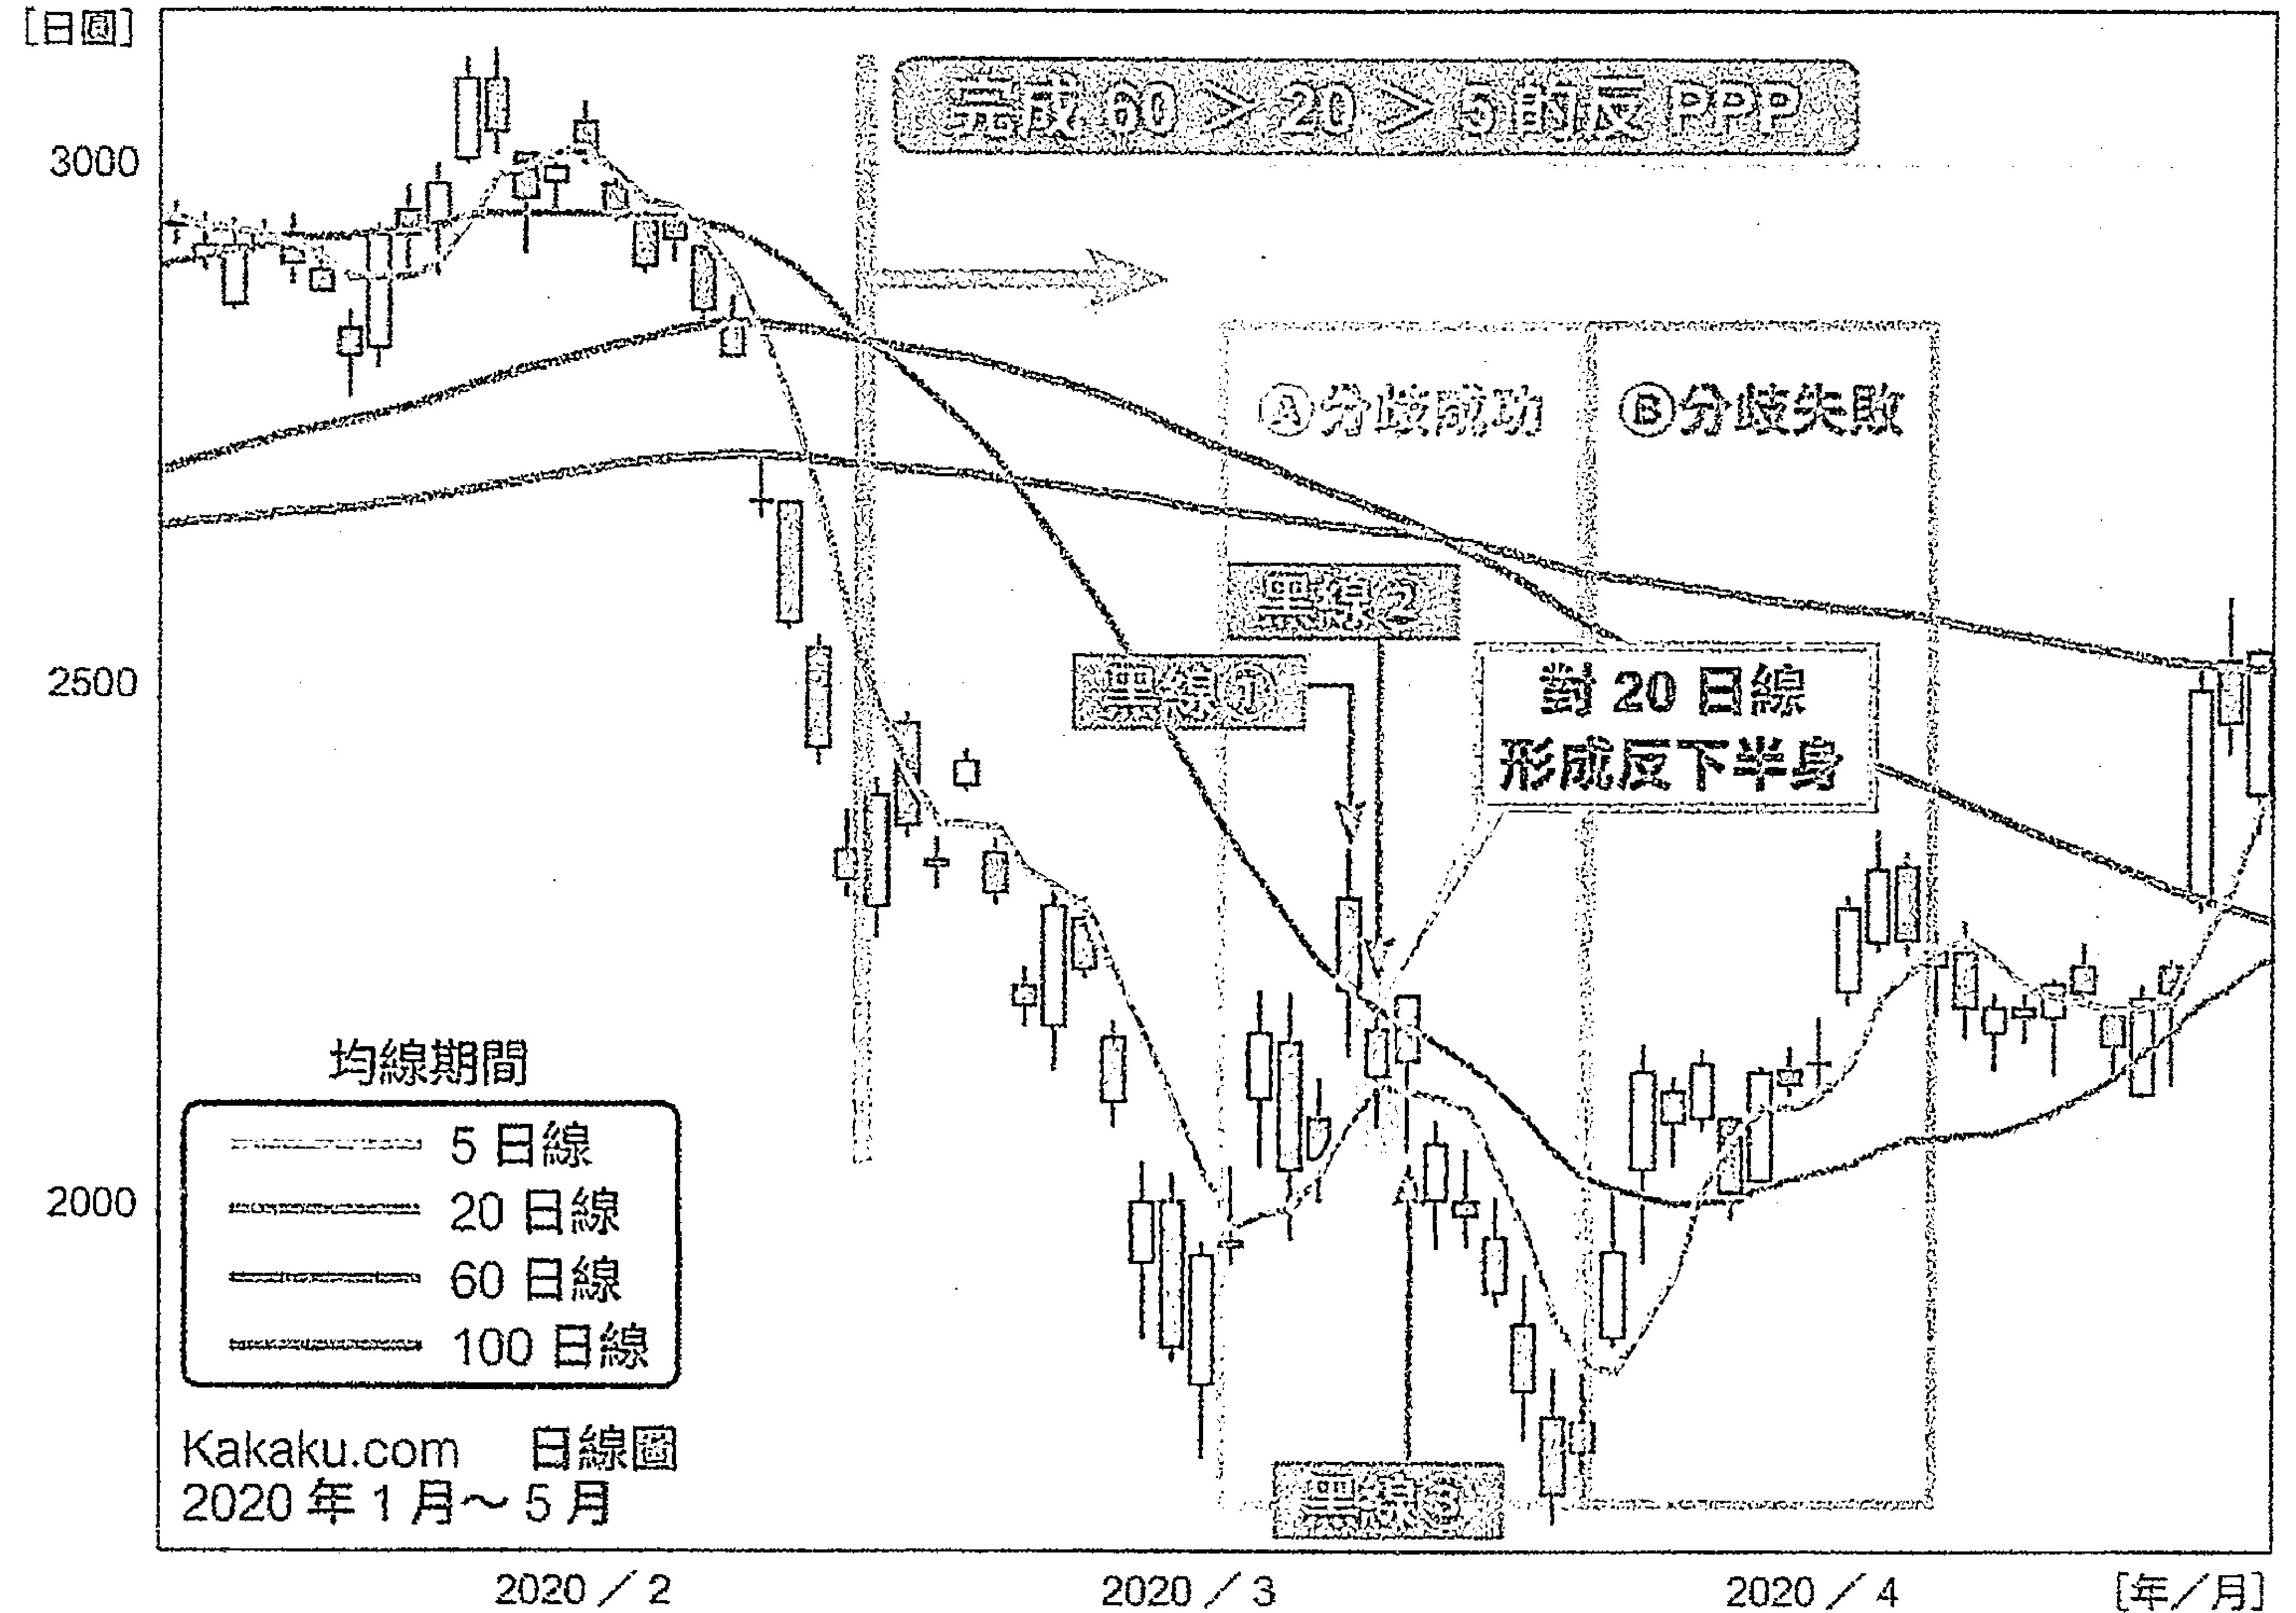 [日圓]
完成 60 > 20 > 5 的反 PPP
3000
Ⓐ分歧成功
Ⓑ分歧失敗
黑線②
黑線①
2500
對 20 日線
形成反下半身
均線期間
5 日線
2000
20 日線
60 日線
100 日線
Kakaku.com 日線圖
2020 年 1 月～ 5 月
黑線③
2020 / 2
2020 / 3
2020 / 4
[年/月]